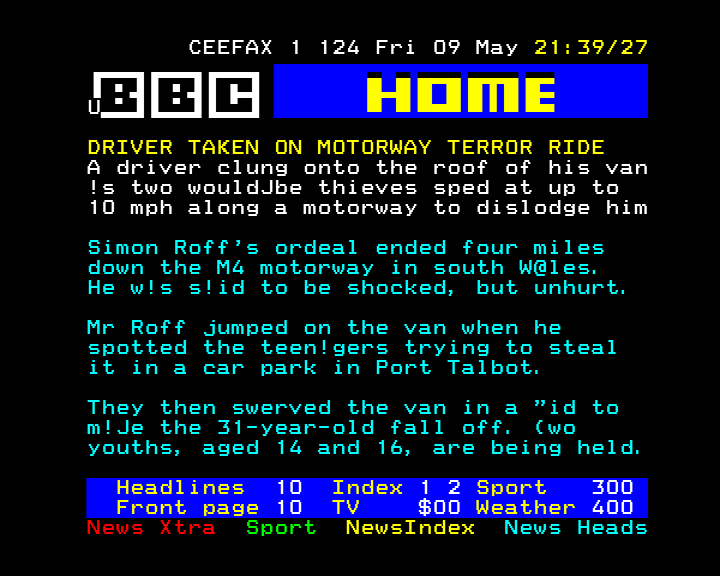 CEEFAX 1 124 Fri 09 May 21:39/27
U BBC HOME
DRIVER TAKEN ON MOTORWAY TERROR RIDE
A driver clung onto the roof of his van
!s two wouldJbe thieves sped at up to
10 mph along a motorway to dislodge him
Simon Roff's ordeal ended four miles
down the M4 motorway in south W@les.
He w!s s!id to be shocked, but unhurt.
Mr Roff jumped on the van when he
spotted the teen!gers trying to steal
it in a car park in Port Talbot.
They then swerved the van in a "id to
m!Je the 31-year-old fall off. (wo
youths, aged 14 and 16, are being held.
Headlines 10 Index 1 2 Sport 300
Front page 10 TV $00 Weather 400
News Xtra Sport NewsIndex News Heads